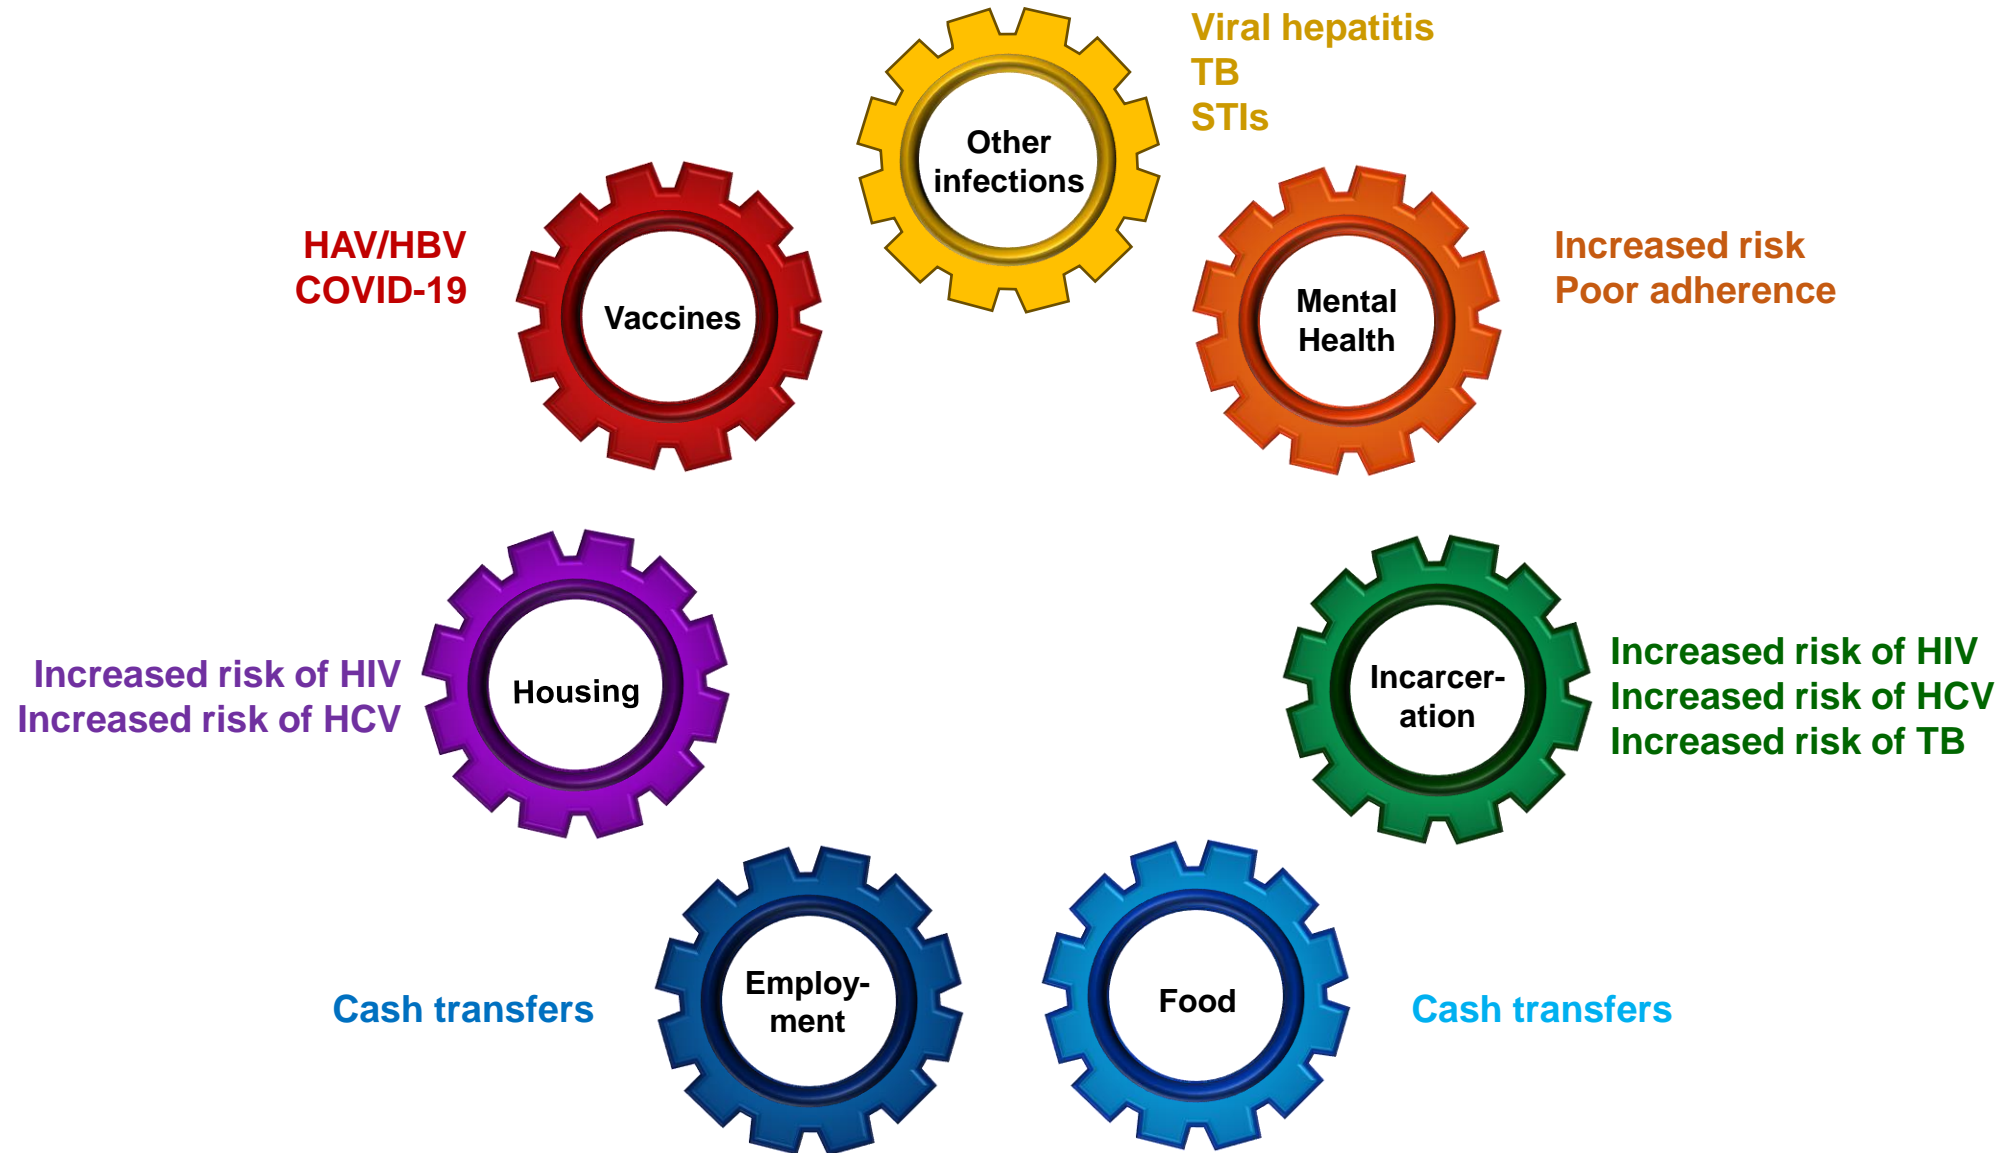 Viral hepatitis
TB
STIs
Other
infections
HAV/HBV
COVID-19
Vaccines
Mental
Health
Increased risk
Poor adherence
Increased risk of HIV
Increased risk of HCV
Housing
Incarcer-
ation
Increased risk of HIV
Increased risk of HCV
Increased risk of TB
Cash transfers
Employ-
ment
Food
Cash transfers